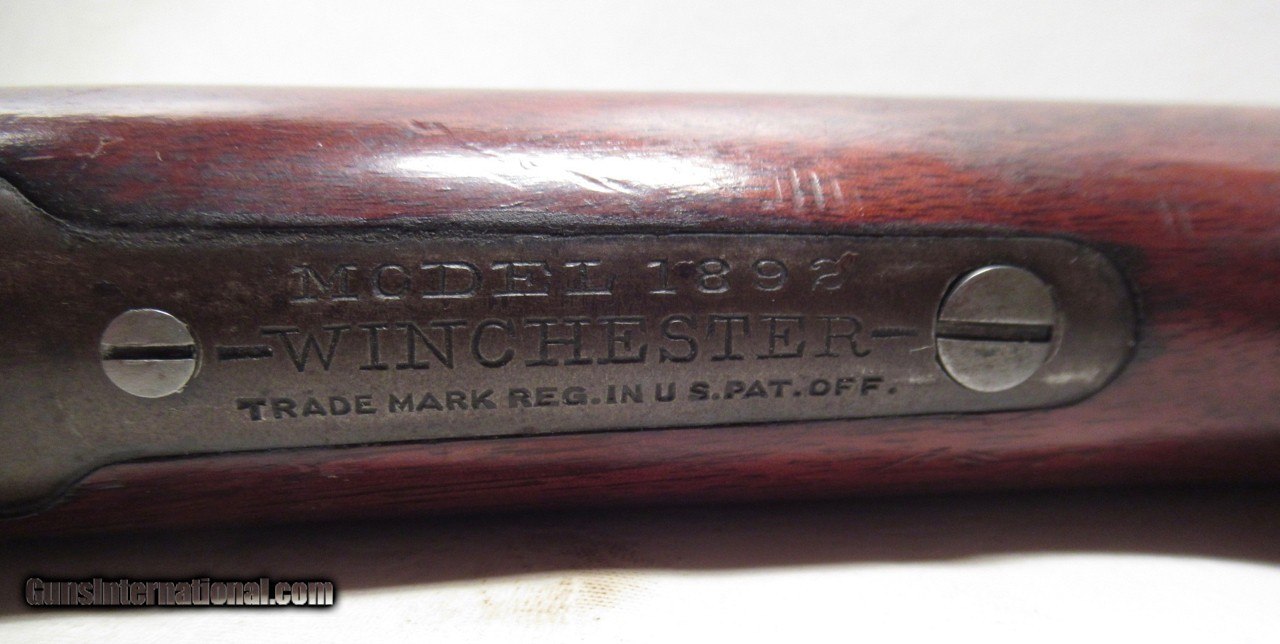 MODEL 1892
-WINCHESTER-
TRADE MARK REG. IN U S. PAT. OFF.
GunsInternational.com